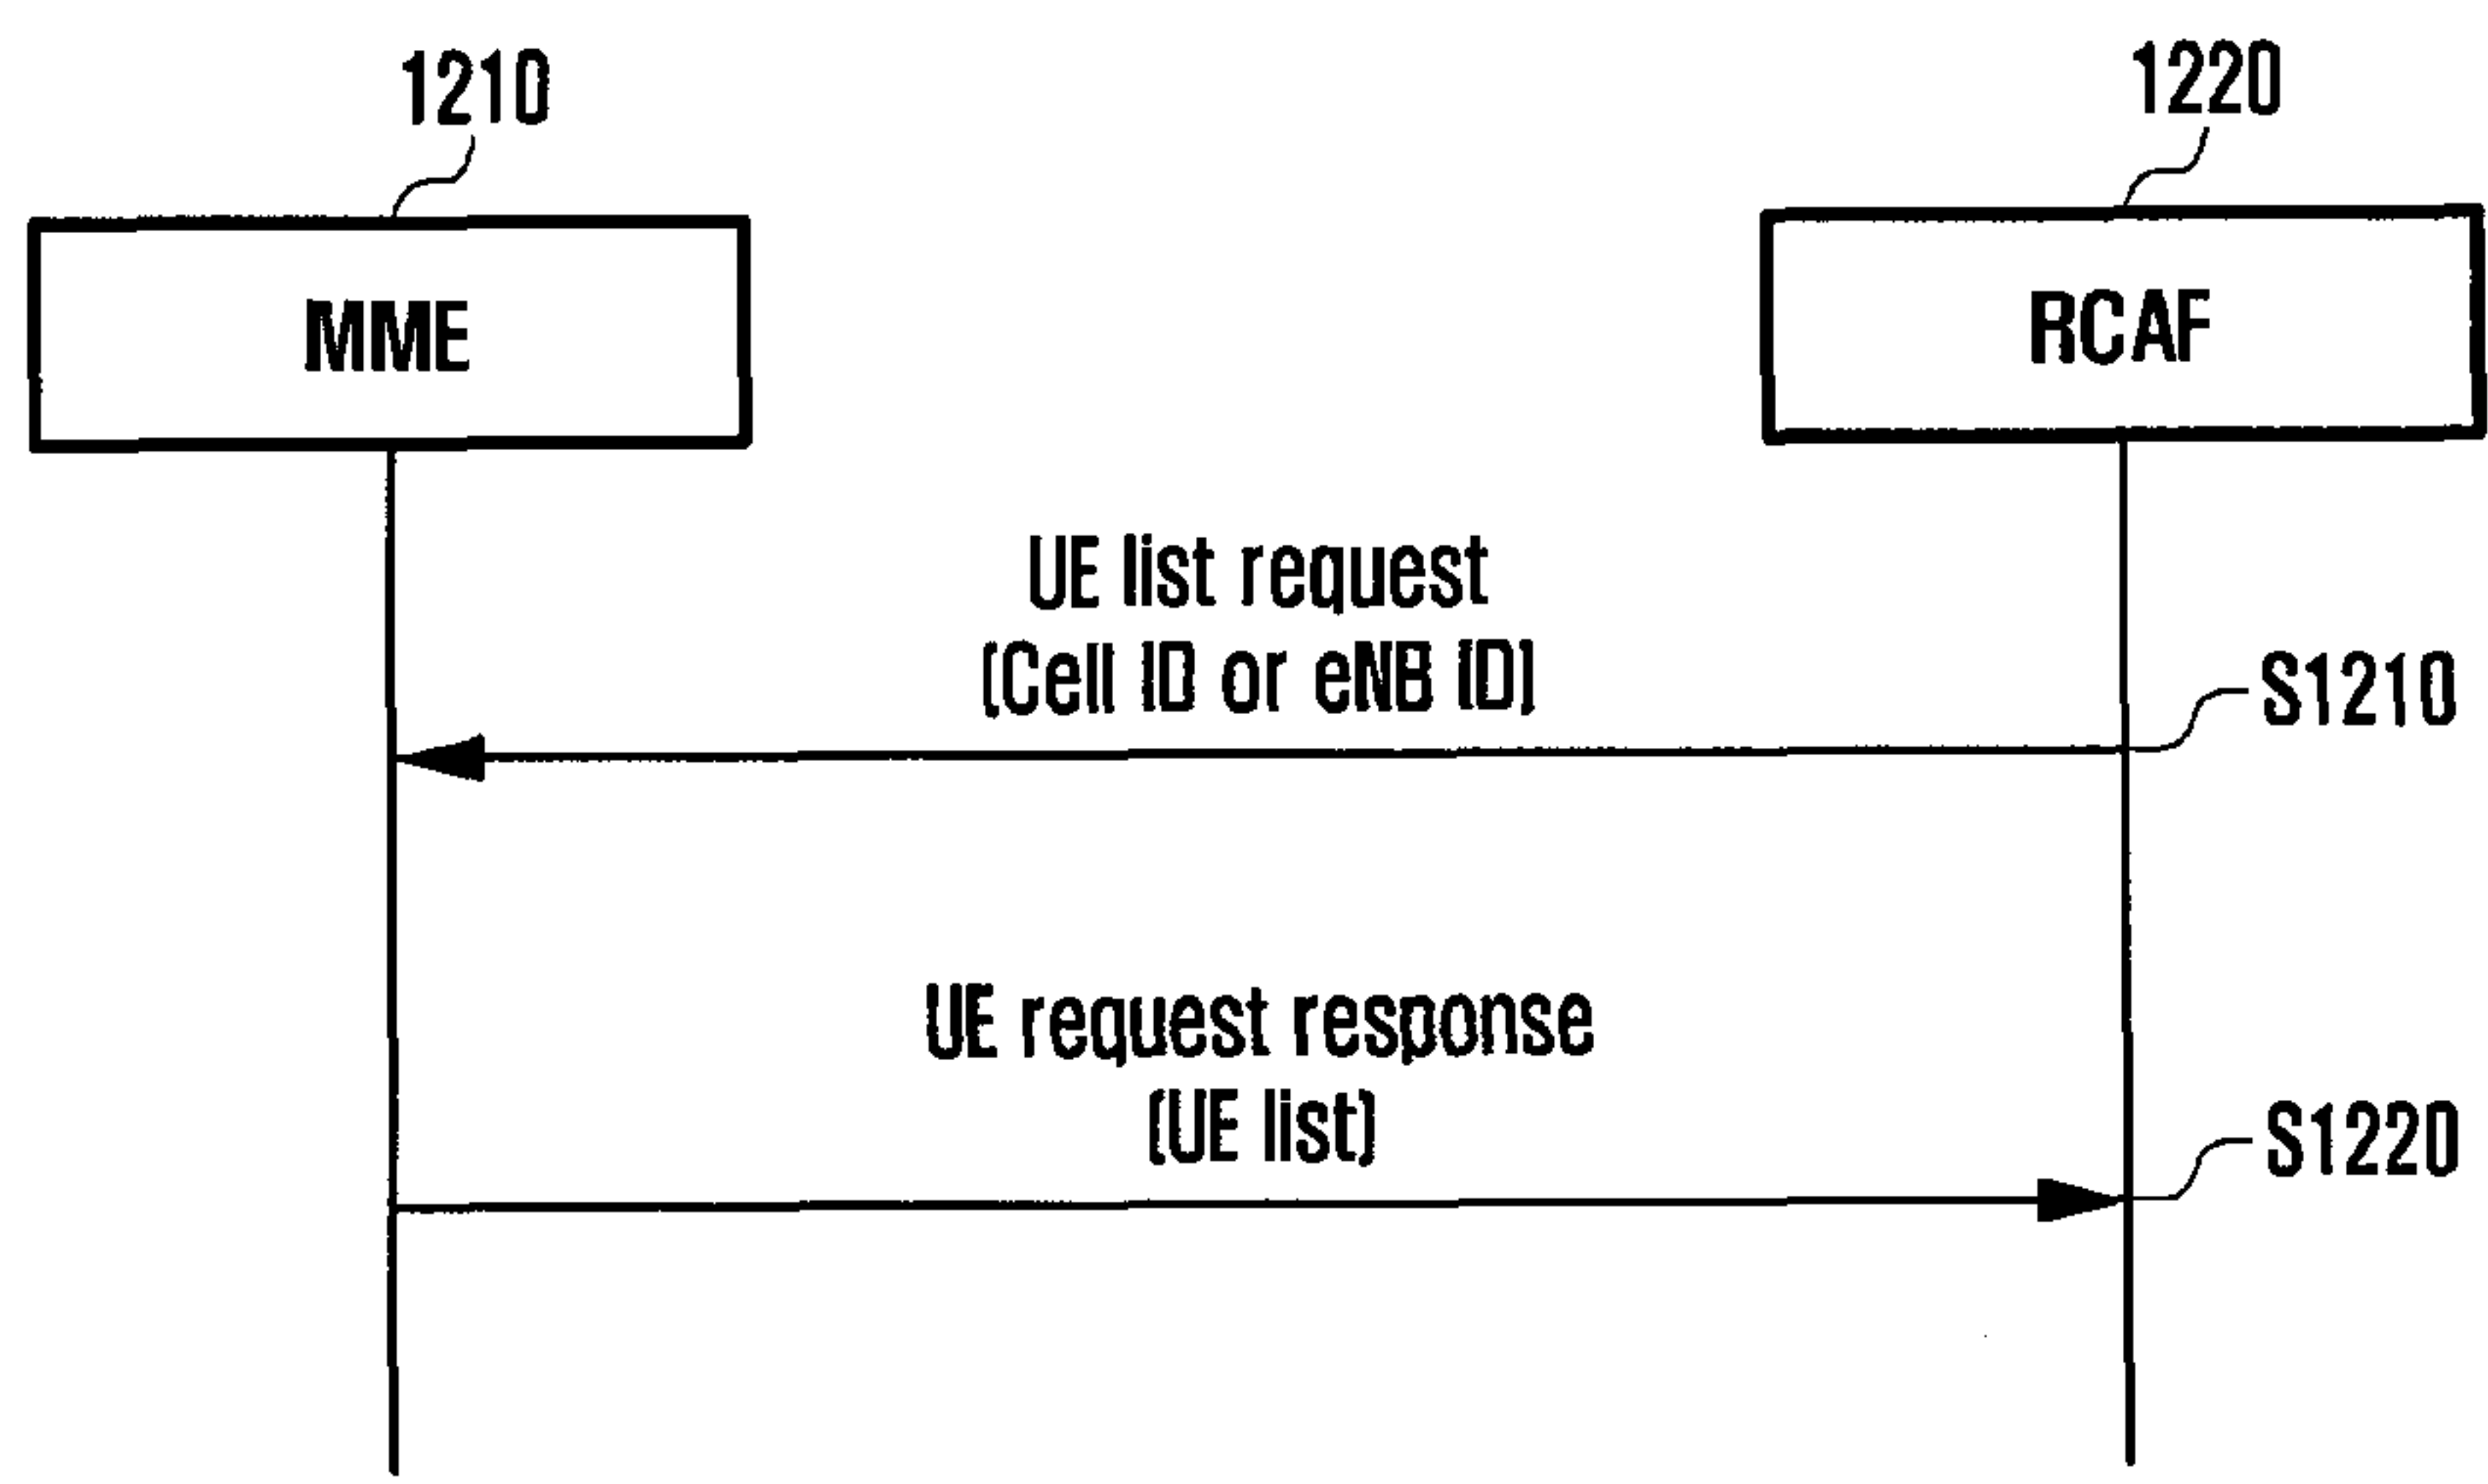 1210
1220
MME
RCAF
UE list request
(Cell ID or eNB ID)
S1210
UE request response
(UE list)
S1220